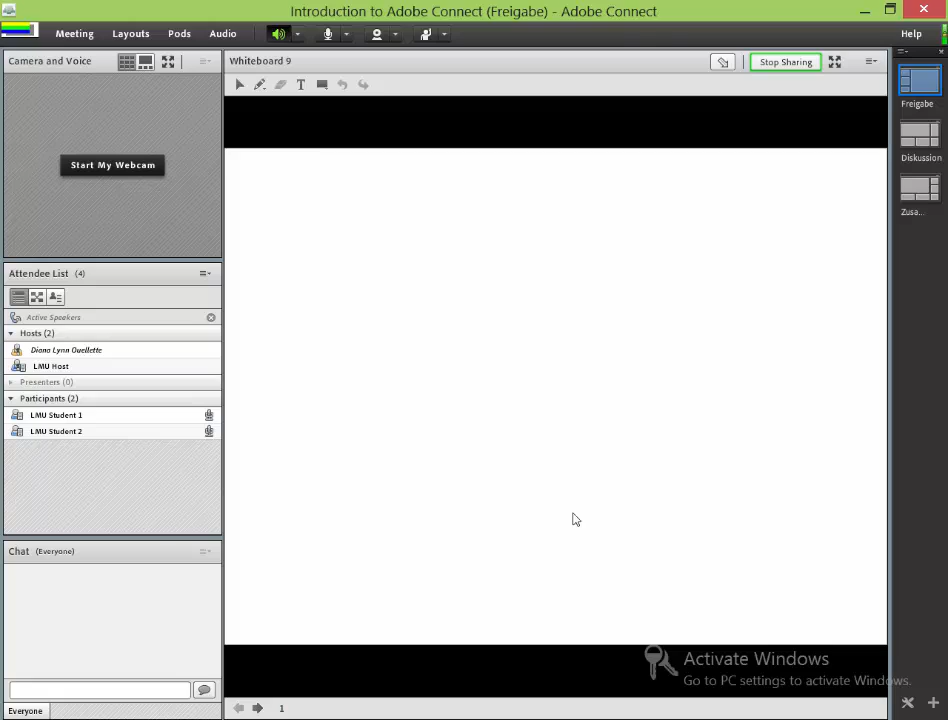 Introduction to Adobe Connect (Freigabe) - Adobe Connect
Meeting Layouts Pods Audio Help
Camera and Voice
Start My Webcam
Attendee List (4)
Active Speakers
Hosts (2)
Diana Lynn Ouellette
LMU Host
Presenters (0)
Participants (2)
LMU Student 1
LMU Student 2
Chat (Everyone)
Everyone
Whiteboard 9
Stop Sharing
T
1
Freigabe
Diskussion
Zusa...
Activate Windows
Go to PC settings to activate Windows.